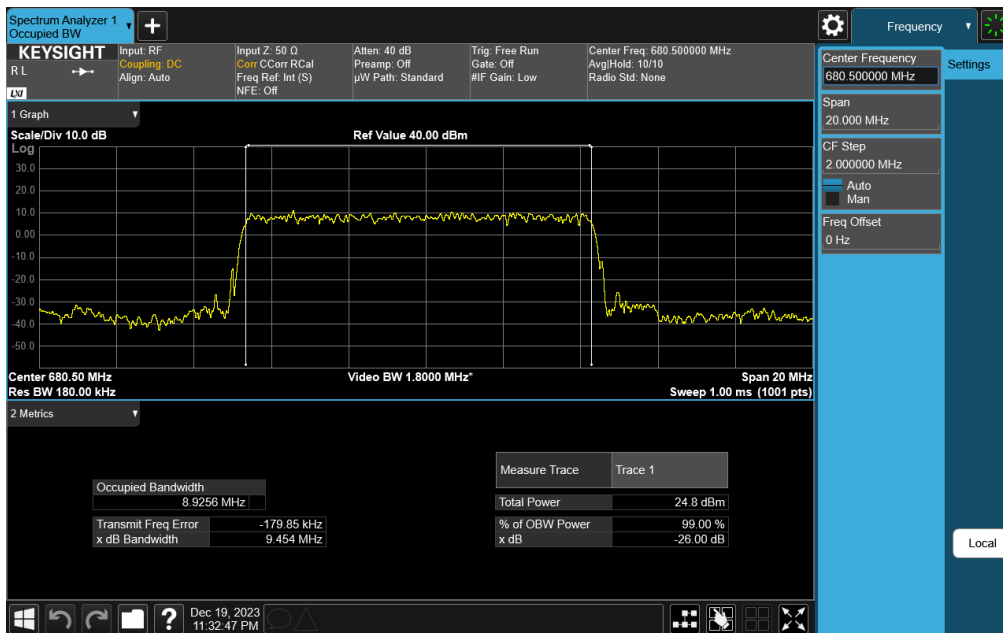 Spectrum Analyzer 1
Occupied BW
Frequency
KEYSIGHT
R L
LXI
Input: RF
Coupling: DC
Align: Auto
Input Z: 50 Ω
Corr CCorr RCal
Freq Ref: Int (S)
NFE: Off
Atten: 40 dB
Preamp: Off
µW Path: Standard
Trig: Free Run
Gate: Off
#IF Gain: Low
Center Freq: 680.500000 MHz
Avg|Hold: 10/10
Radio Std: None
Center Frequency
680.500000 MHz
Settings
Span
20.000 MHz
CF Step
2.000000 MHz
Auto
Man
Freq Offset
0 Hz
Local
1 Graph
Scale/Div 10.0 dB
Ref Value 40.00 dBm
Log
30.0
20.0
10.0
0.00
-10.0
-20.0
-30.0
-40.0
-50.0
Center 680.50 MHz
Video BW 1.8000 MHz*
Span 20 MHz
Res BW 180.00 kHz
Sweep 1.00 ms (1001 pts)
2 Metrics
Occupied Bandwidth
8.9256 MHz
Transmit Freq Error -179.85 kHz
x dB Bandwidth 9.454 MHz
Measure Trace Trace 1
Total Power 24.8 dBm
% of OBW Power 99.00 %
x dB -26.00 dB
?
Dec 19, 2023
11:32:47 PM